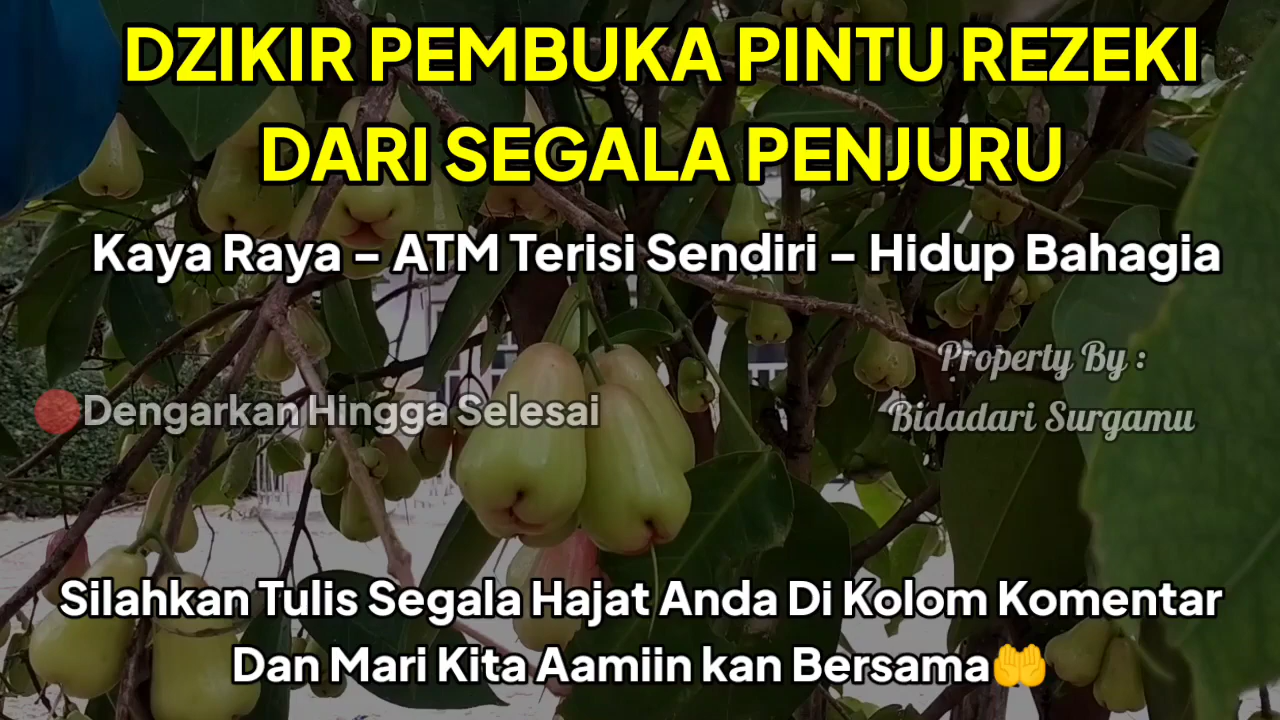 DZIKIR PEMBUKA PINTU REZEKI
DARI SEGALA PENJURU
Kaya Raya – ATM Terisi Sendiri – Hidup Bahagia
Property By :
Bidadari Surgamu
Dengarkan Hingga Selesai
Silahkan Tulis Segala Hajat Anda Di Kolom Komentar
Dan Mari Kita Aamiin kan Bersama🤲